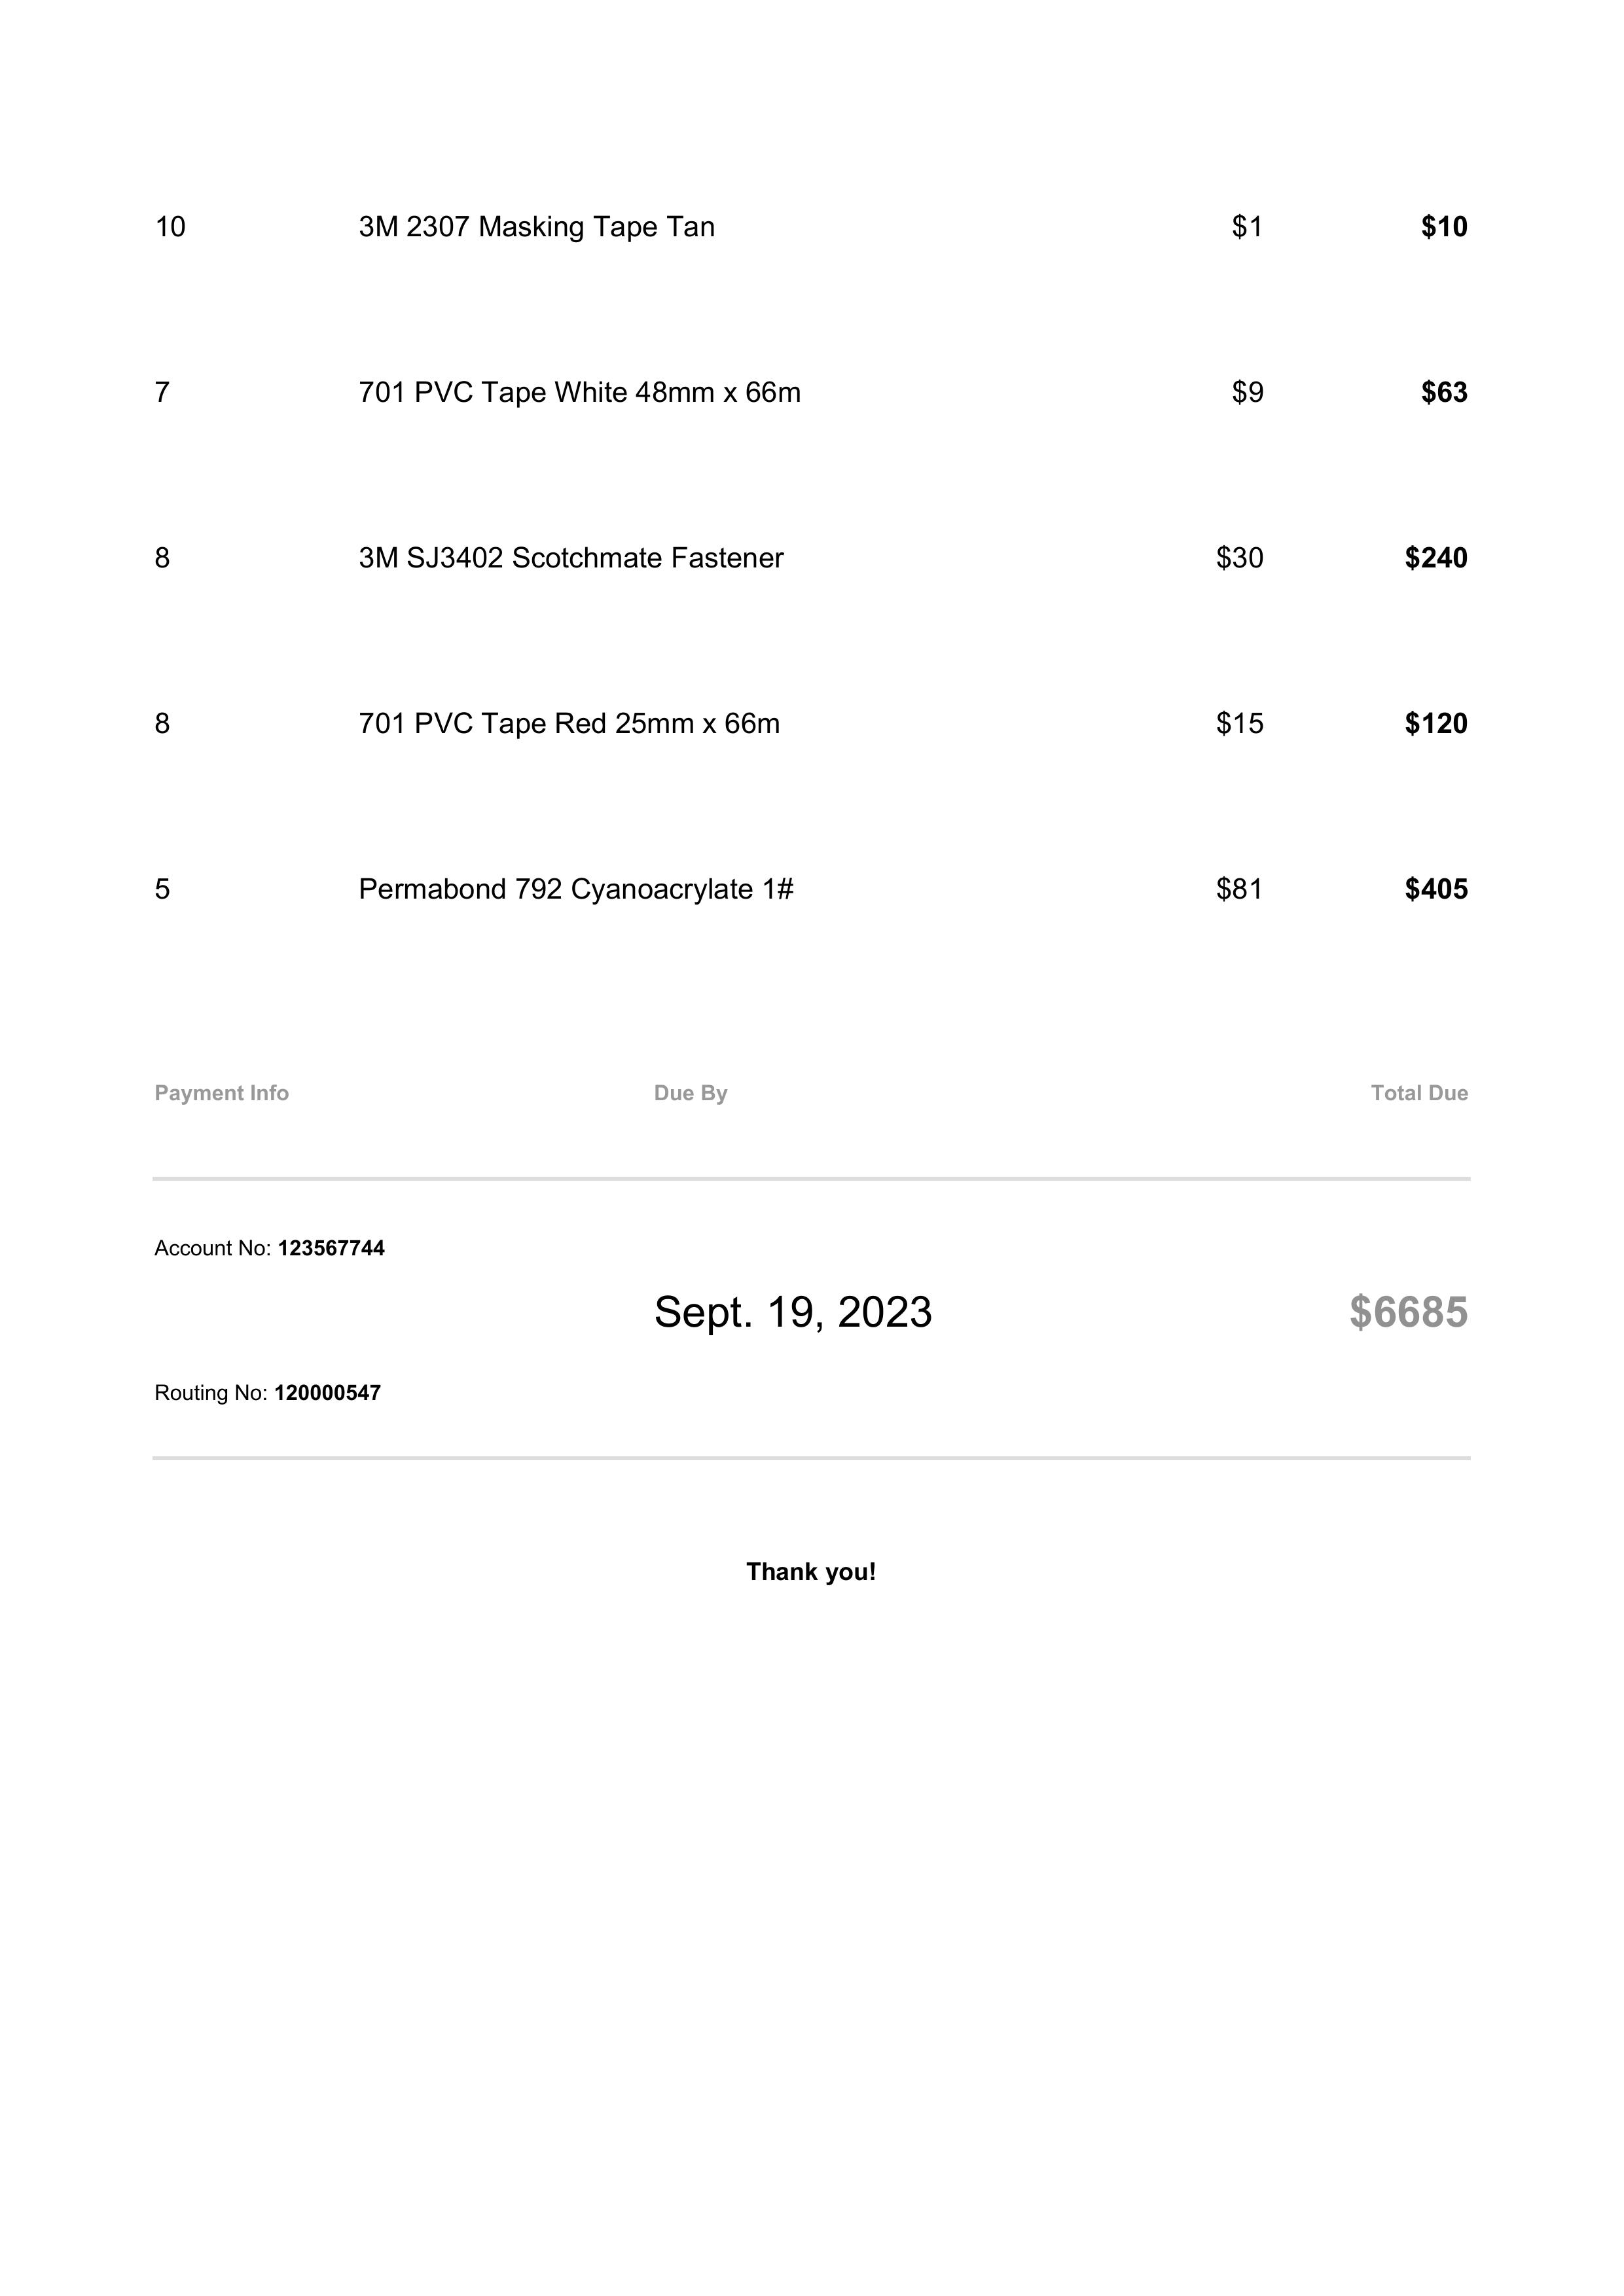 10 3M 2307 Masking Tape Tan $1 $10
7 701 PVC Tape White 48mm x 66m $9 $63
8 3M SJ3402 Scotchmate Fastener $30 $240
8 701 PVC Tape Red 25mm x 66m $15 $120
5 Permabond 792 Cyanoacrylate 1# $81 $405
Payment Info Due By Total Due
Account No: 123567744
Sept. 19, 2023 $6685
Routing No: 120000547
Thank you!